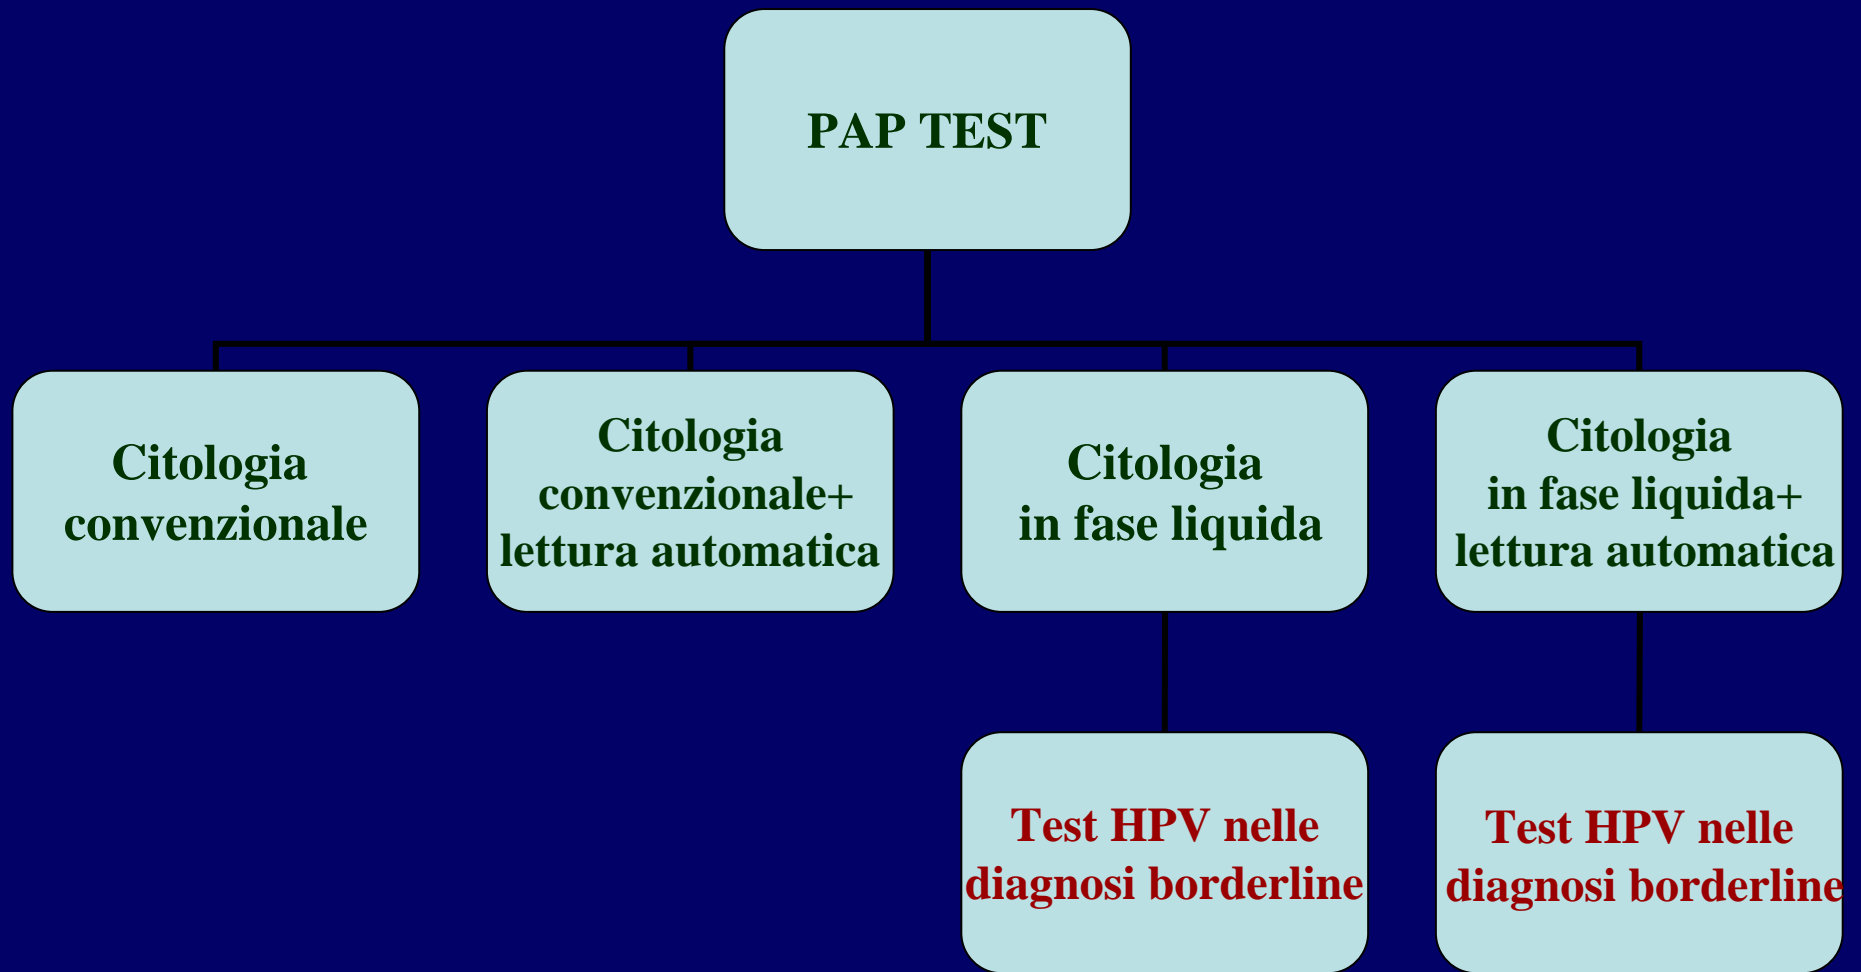 PAP TEST
Citologia
convenzionale
Citologia
convenzionale+
lettura automatica
Citologia
in fase liquida
Citologia
in fase liquida+
lettura automatica
Test HPV nelle
diagnosi borderline
Test HPV nelle
diagnosi borderline